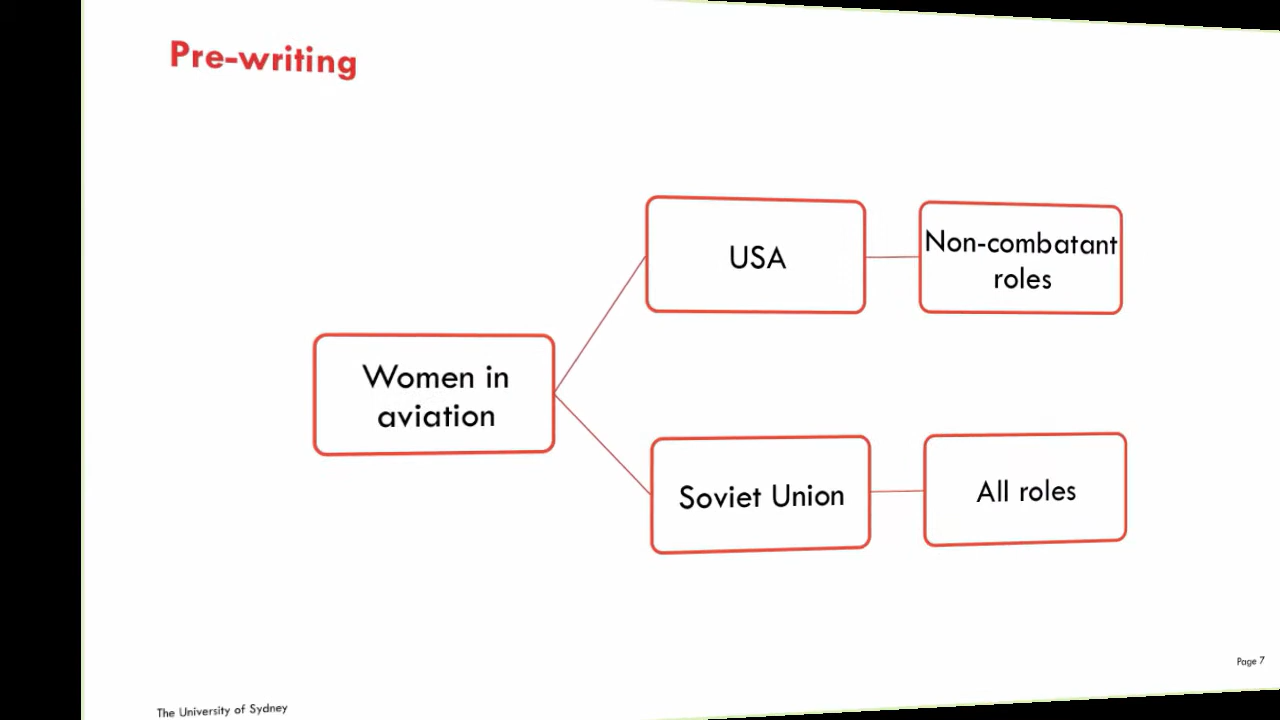 Pre-writing
USA
Non-combatant
roles
Women in
aviation
Soviet Union
All roles
Page 7
The University of Sydney